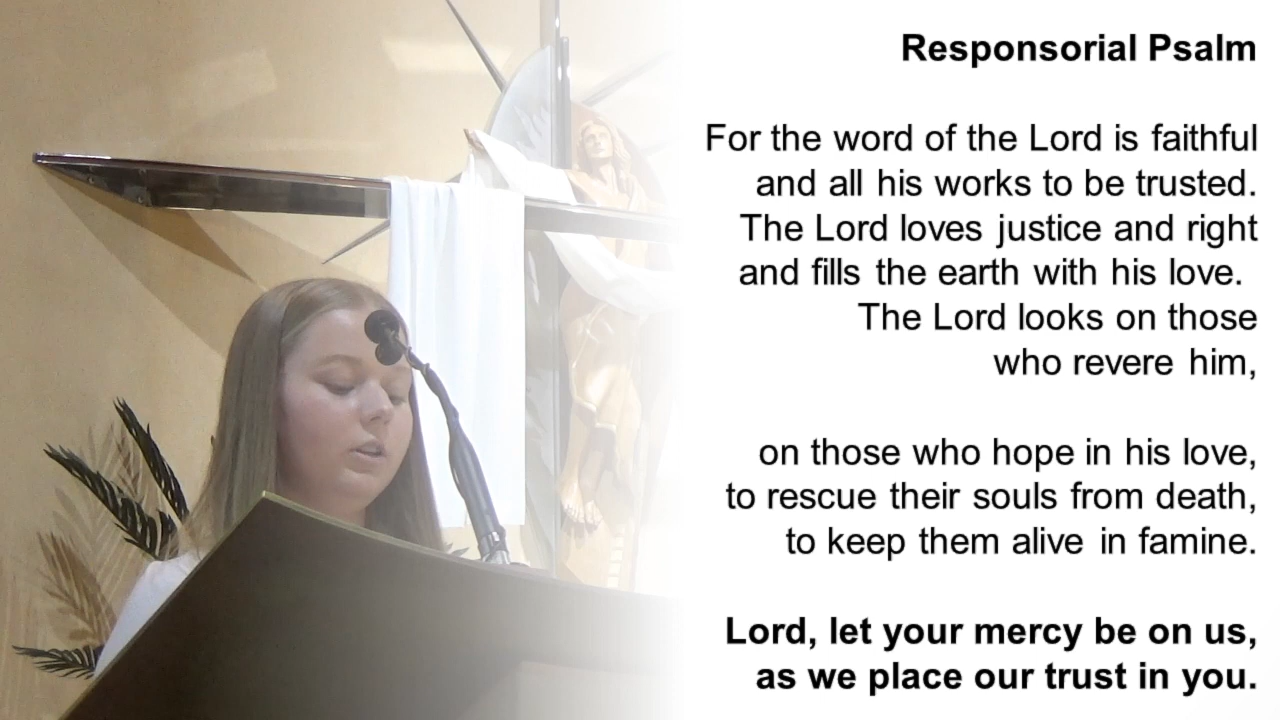 Responsorial Psalm
For the word of the Lord is faithful
and all his works to be trusted.
The Lord loves justice and right
and fills the earth with his love.
The Lord looks on those
who revere him,
on those who hope in his love,
to rescue their souls from death,
to keep them alive in famine.
Lord, let your mercy be on us,
as we place our trust in you.